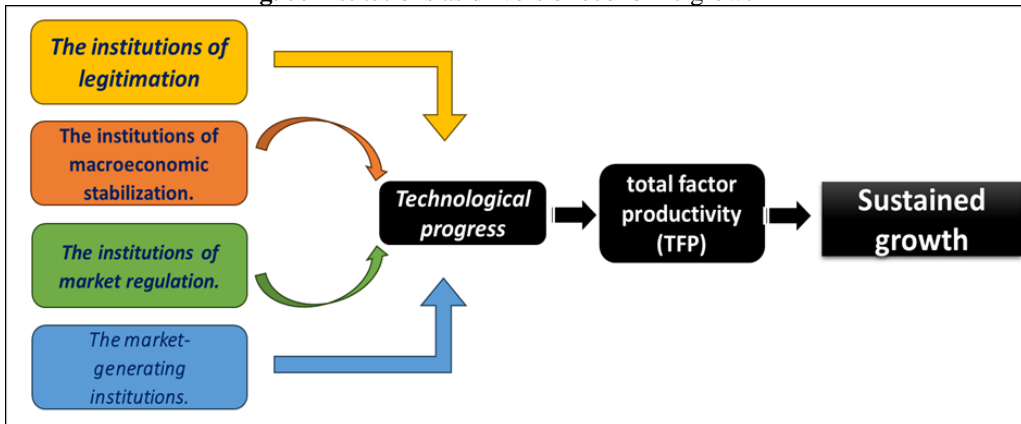 The institutions of
legitimation
The institutions of
macroeconomic
stabilization.
The institutions of
market regulation.
The market-
generating
institutions.
Technological
progress
total factor
productivity
(TFP)
Sustained
growth